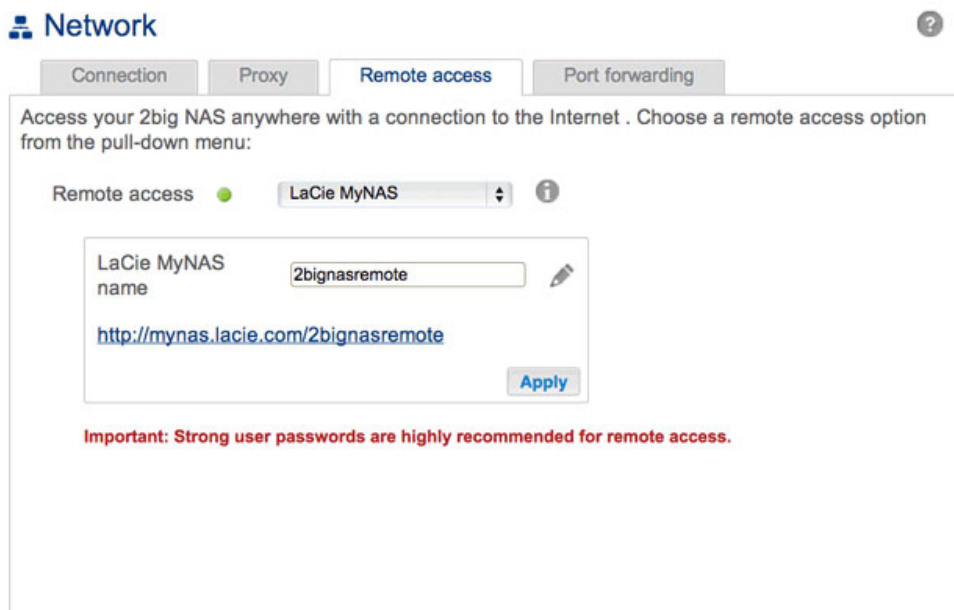 Network
?
Connection Proxy Remote access Port forwarding
Access your 2big NAS anywhere with a connection to the Internet . Choose a remote access option
from the pull-down menu:
Remote access LaCie MyNAS i
LaCie MyNAS
name
2bignasremote
http://mynas.lacie.com/2bignasremote
Apply
Important: Strong user passwords are highly recommended for remote access.